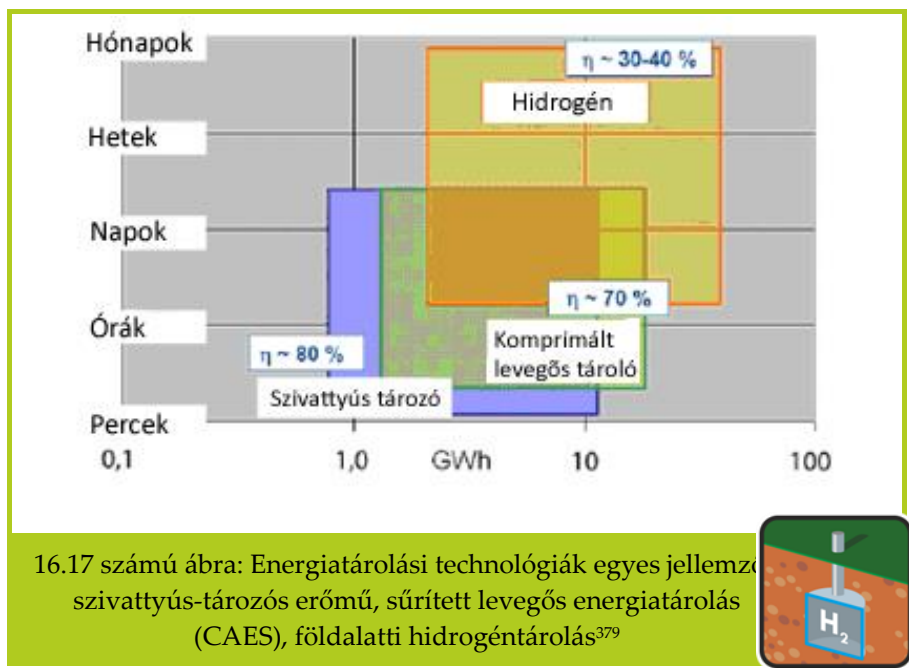 Hónapok
η ~ 30-40 %
Hidrogén
Hetek
Napok
η ~ 70 %
Órák
Komprimált
levegős tároló
η ~ 80 %
Szivattyús tározó
Percek
0,1
1,0
GWh
10
100
16.17 számú ábra: Energiatárolási technológiák egyes
szivattyús-tározós erőmű, sűrített levegős energiatárolás
(CAES), földalatti hidrogéntárolás³⁷⁹
H₂